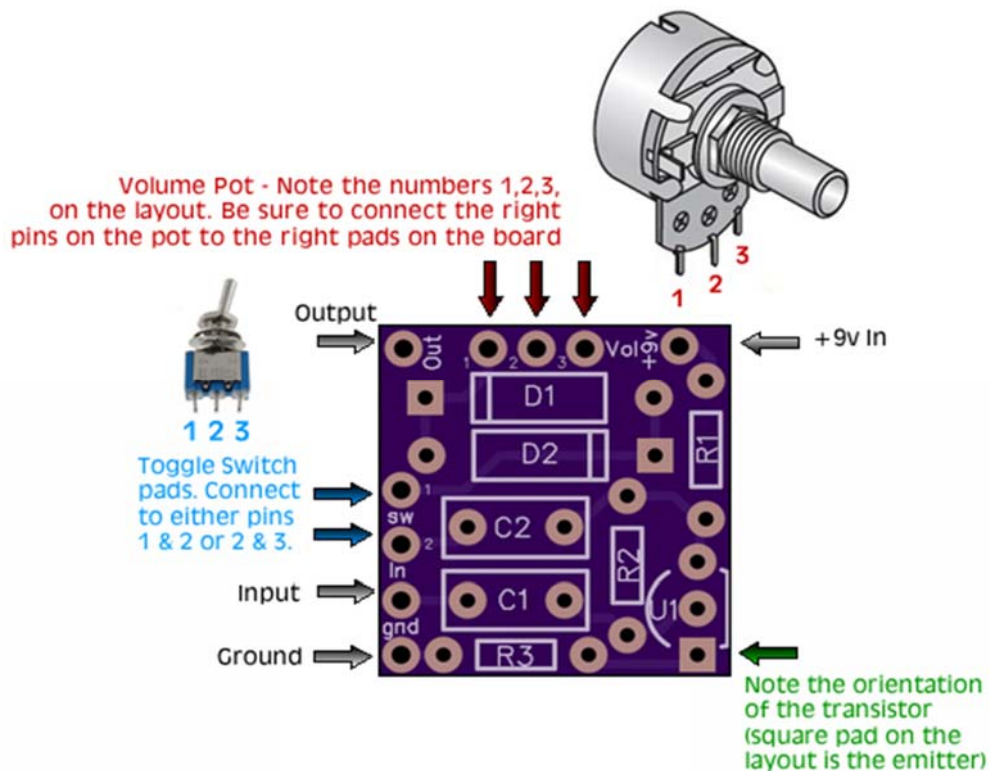 Volume Pot - Note the numbers 1,2,3,
on the layout. Be sure to connect the right
pins on the pot to the right pads on the board
1
2
3
Output
+9v In
Out
1
2
3
Vol
+9v
1 2 3
Toggle Switch
pads. Connect
to either pins
1 & 2 or 2 & 3.
D1
D2
R1
1
sw
2
C2
R2
In
Input
C1
U1
gnd
Ground
R3
Note the orientation
of the transistor
(square pad on the
layout is the emitter)